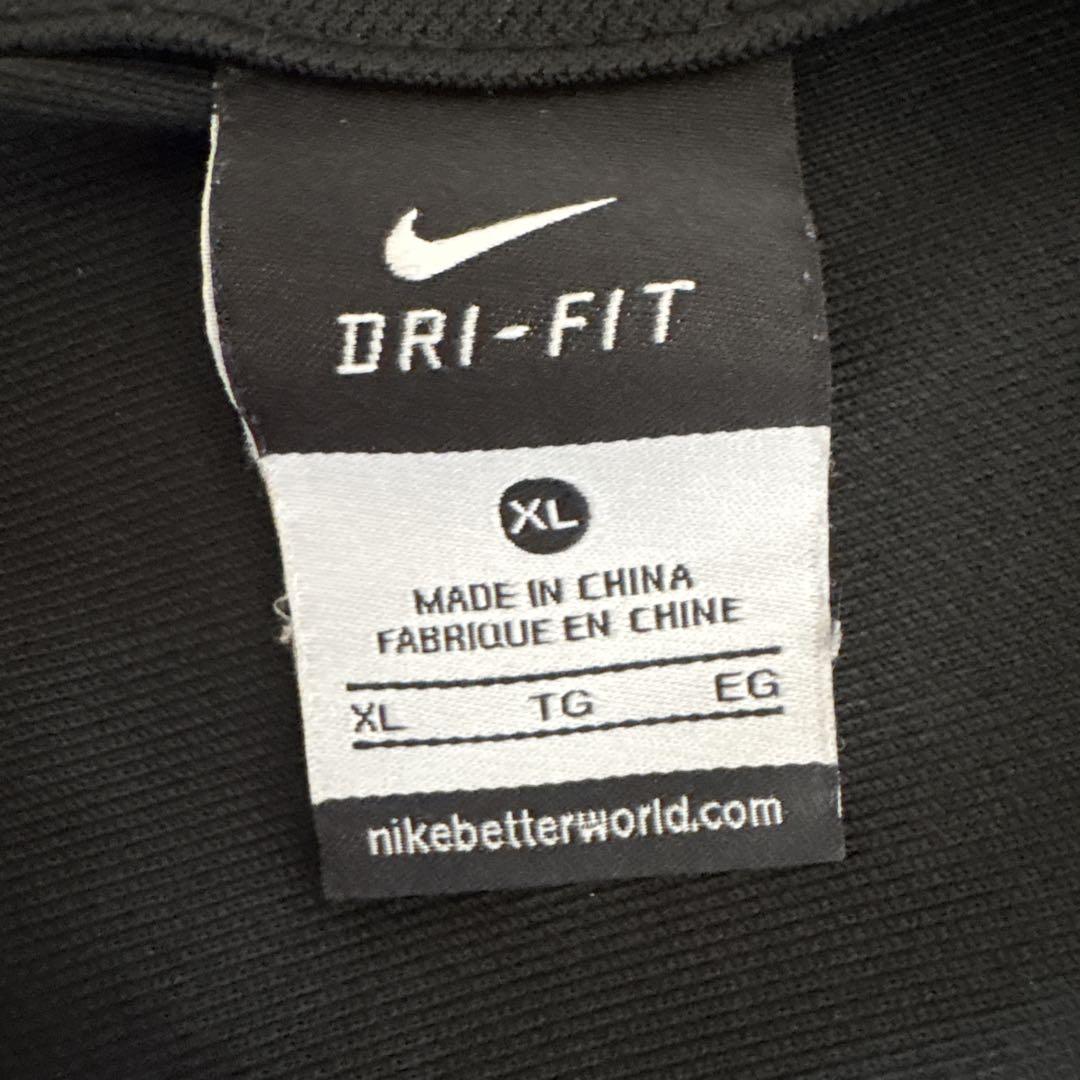 DRI-FIT
XL
MADE IN CHINA
FABRIQUE EN CHINE
XL TG EG
nikebetterworld.com